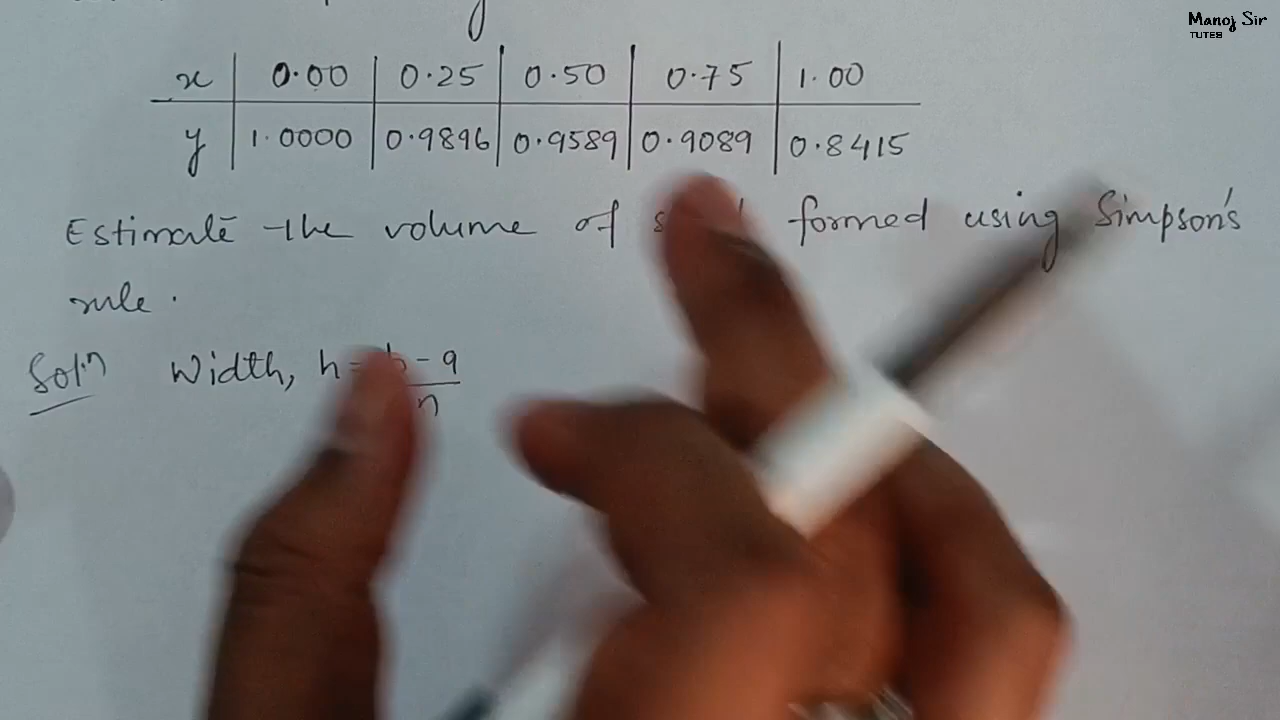 Manoj Sir
TUTES
x 0.00 0.25 0.50 0.75 1.00
y 1.0000 0.9896 0.9589 0.9089 0.8415
Estimate the volume of formed using Simpson's
rule.
Sol'n Width, h = b - a
n